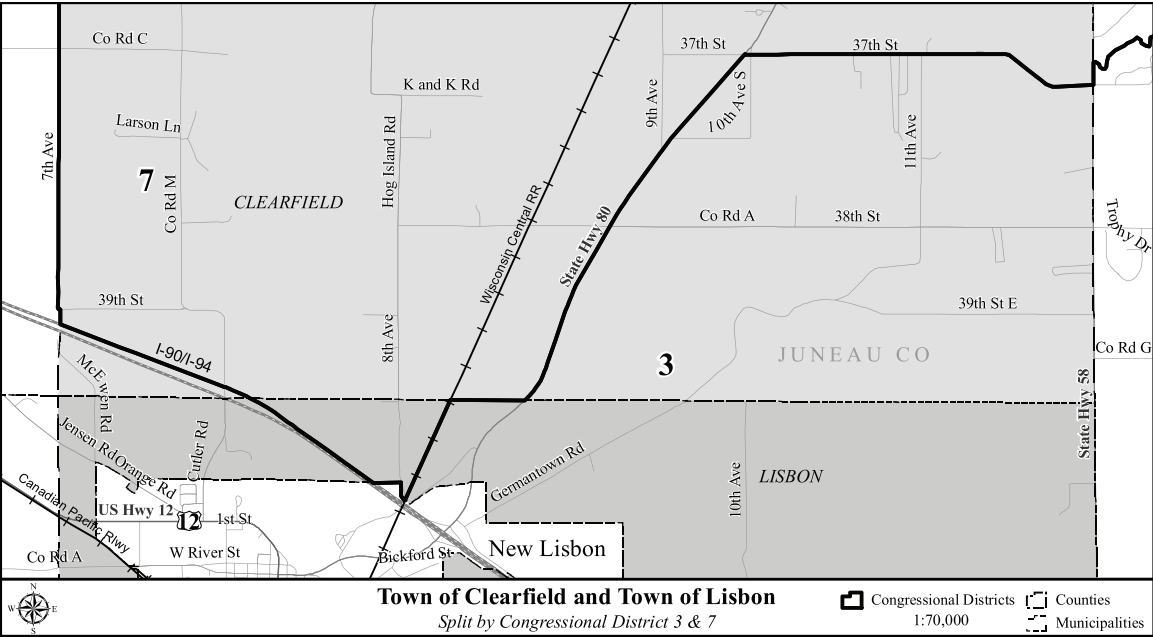 Co Rd C
37th St
37th St
K and K Rd
9th Ave
10th Ave S
Larson Ln
7th Ave
Hog Island Rd
11th Ave
7
Co Rd M
CLEARFIELD
Wisconsin Central RR
State Hwy 80
Co Rd A
38th St
Trophy Dr
39th St
39th St E
8th Ave
I-90/I-94
3
JUNEAU CO
Co Rd G
McEwen Rd
State Hwy 58
Jensen Rd
Orange Rd
Cutler Rd
Germantown Rd
10th Ave
LISBON
Canadian Pacific Rlwy
US Hwy 12
12
1st St
Co Rd A
W River St
Bickford St
New Lisbon
N
W
E
S
Town of Clearfield and Town of Lisbon
Split by Congressional District 3 & 7
Congressional Districts
1:70,000
Counties
Municipalities